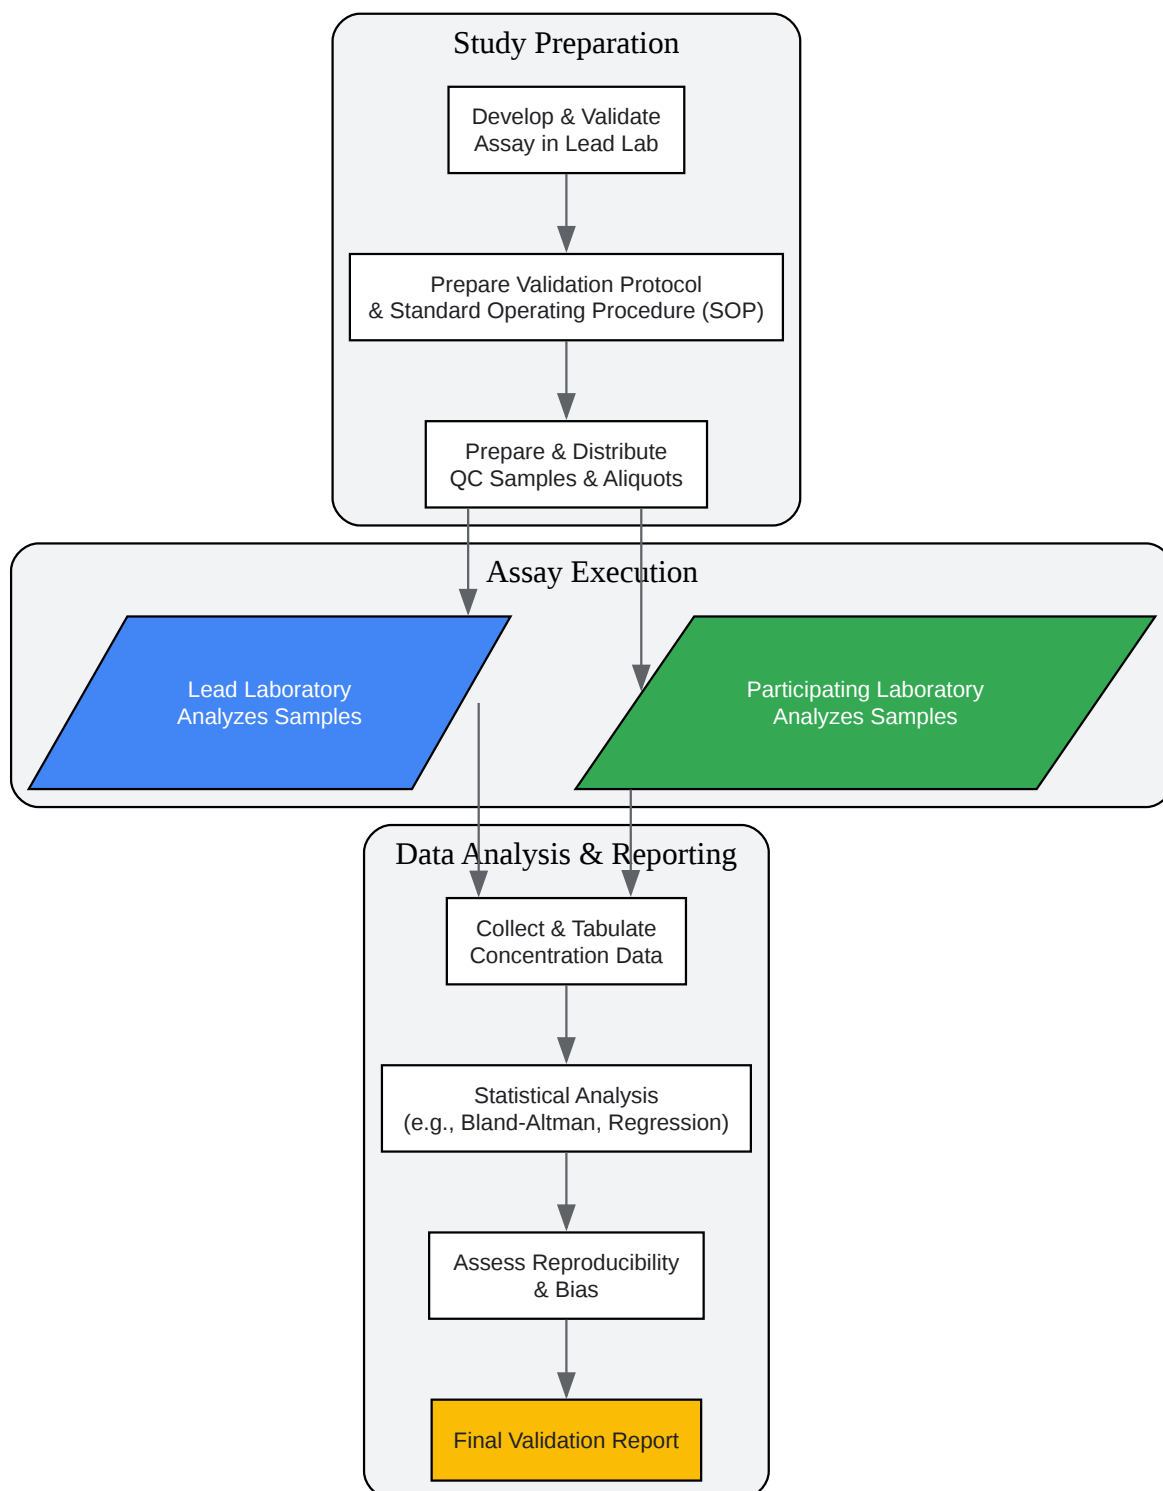 Study Preparation
Develop & Validate
Assay in Lead Lab
Prepare Validation Protocol
& Standard Operating Procedure (SOP)
Prepare & Distribute
QC Samples & Aliquots
Assay Execution
Lead Laboratory
Analyzes Samples
Participating Laboratory
Analyzes Samples
Data Analysis & Reporting
Collect & Tabulate
Concentration Data
Statistical Analysis
(e.g., Bland-Altman, Regression)
Assess Reproducibility
& Bias
Final Validation Report